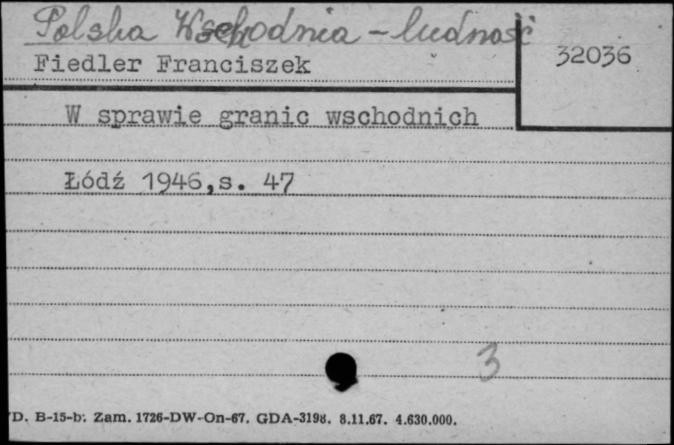 Polska Wschodnia - ludność
32036
Fiedler Franciszek
W sprawie granic wschodnich
Łódź 1946,s. 47
3
D. B-15-b. Zam. 1726-DW-On-67. GDA-3198. 8.11.67. 4.630.000.